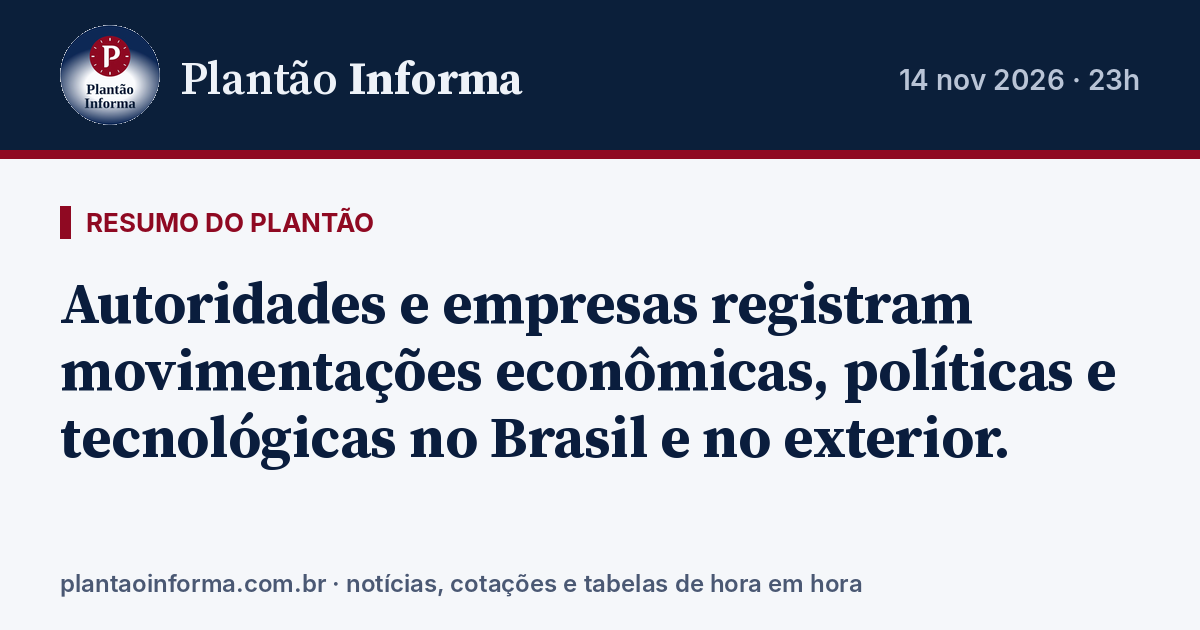 P
Plantão
Informa
Plantão Informa
14 nov 2026 · 23h
RESUMO DO PLANTÃO
Autoridades e empresas registram
movimentações econômicas, políticas e
tecnológicas no Brasil e no exterior.
plantaoinforma.com.br · notícias, cotações e tabelas de hora em hora